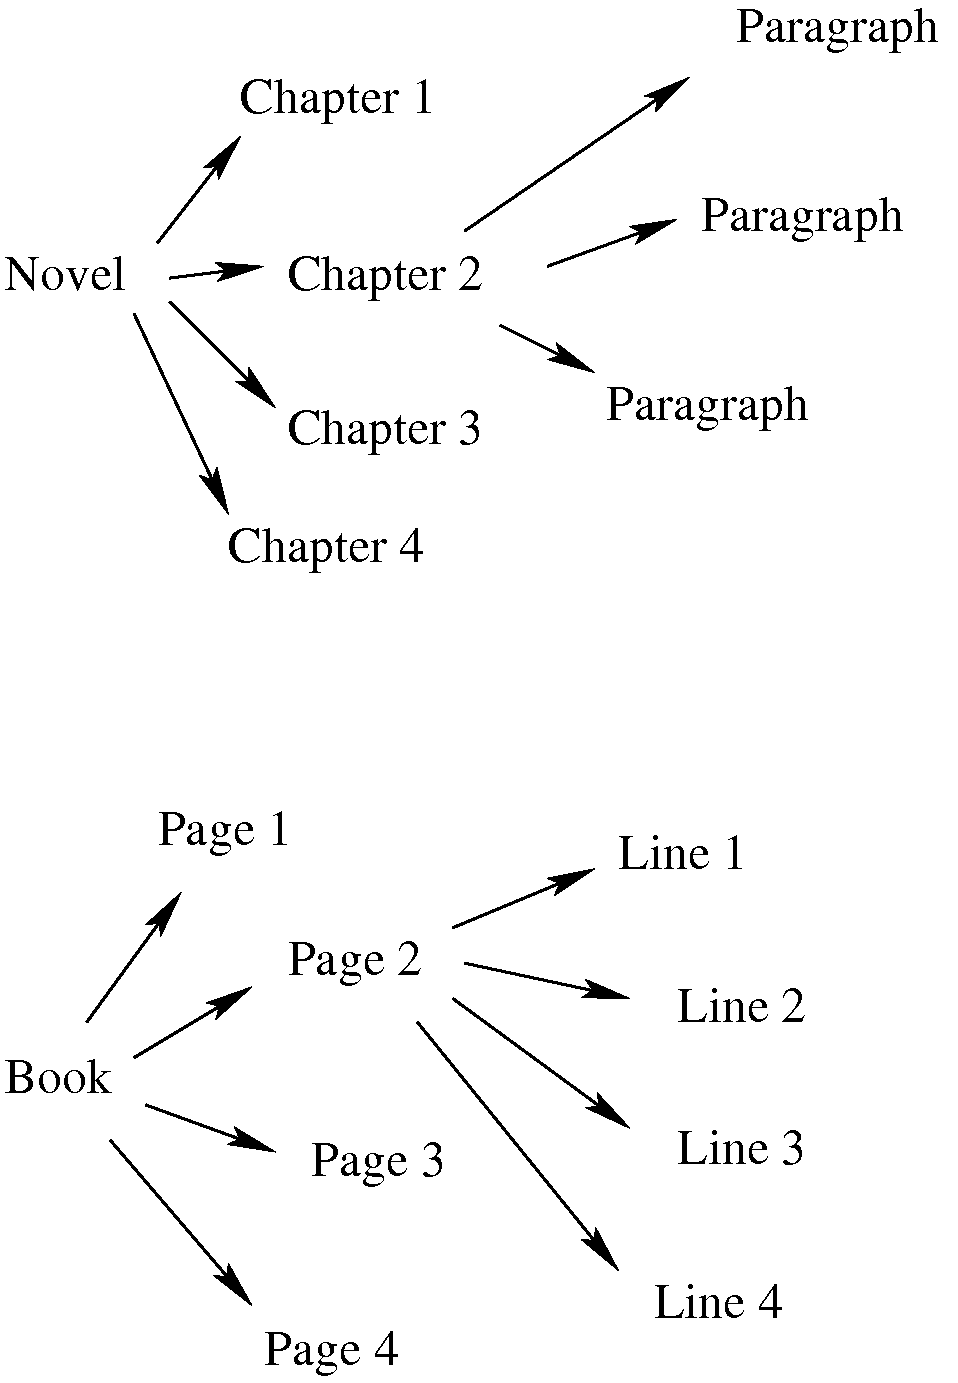 Paragraph
Chapter 1
Paragraph
Novel
Chapter 2
Paragraph
Chapter 3
Chapter 4
Page 1
Line 1
Page 2
Line 2
Book
Line 3
Page 3
Line 4
Page 4